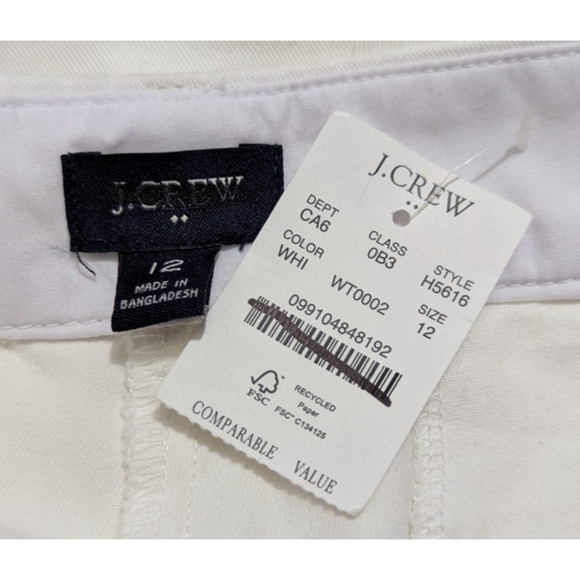 J.CREW
12
MADE IN
BANGLADESH
J.CREW
DEPT CLASS STYLE
CA6 0B3 H5616
COLOR SIZE
WHI WT0002 12
099104848192
FSC
RECYCLED
Paper
FSC® C134125
COMPARABLE VALUE